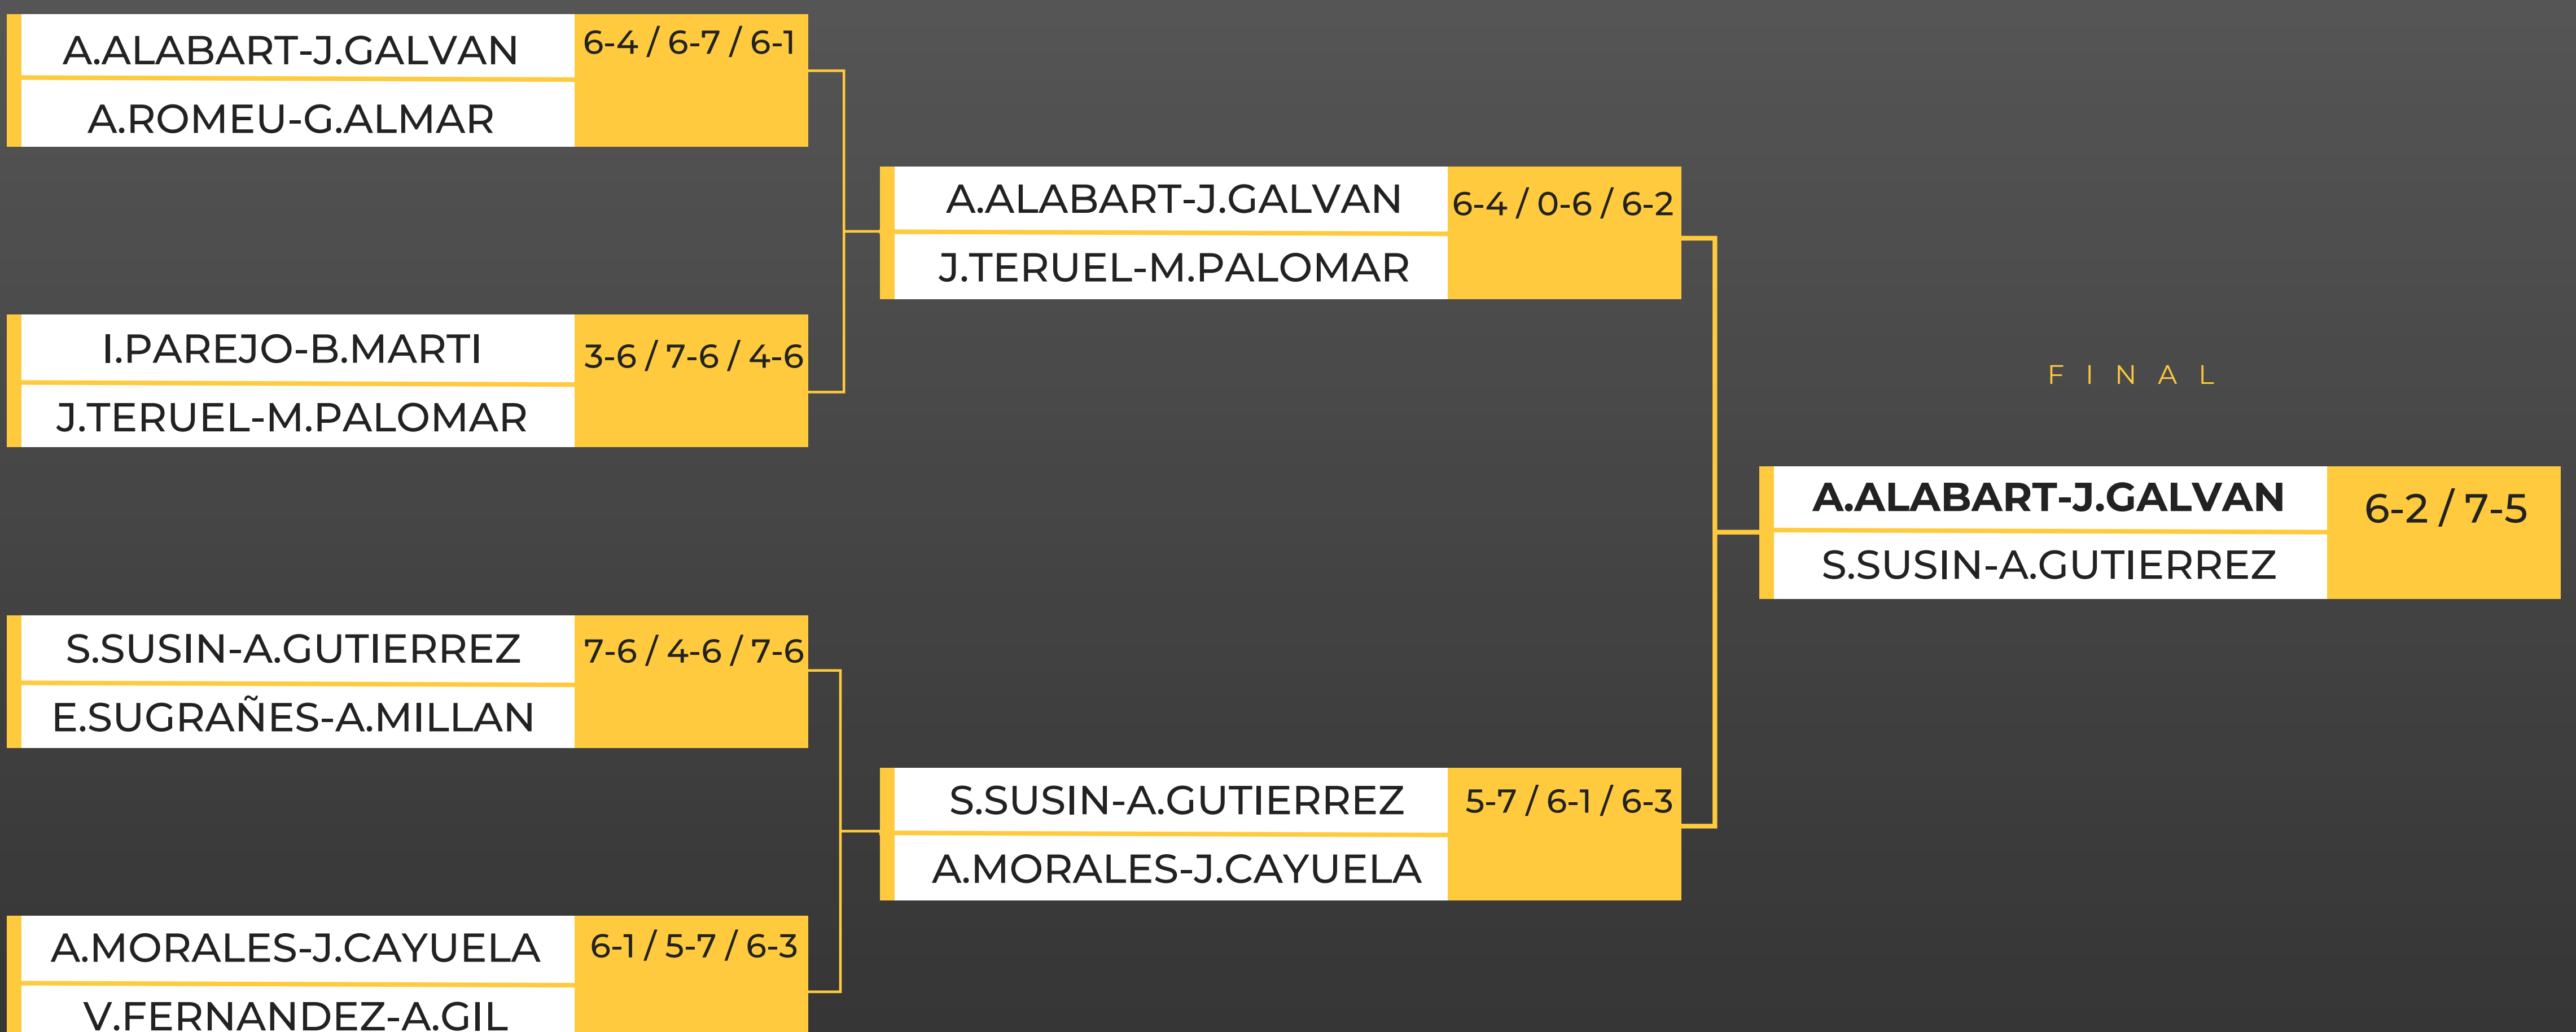 A.ALABART-J.GALVAN
6-4 / 6-7 / 6-1
A.ROMEU-G.ALMAR
I.PAREJO-B.MARTI
3-6 / 7-6 / 4-6
J.TERUEL-M.PALOMAR
S.SUSIN-A.GUTIERREZ
7-6 / 4-6 / 7-6
E.SUGRAÑES-A.MILLAN
A.MORALES-J.CAYUELA
6-1 / 5-7 / 6-3
V.FERNANDEZ-A.GIL
A.ALABART-J.GALVAN
6-4 / 0-6 / 6-2
J.TERUEL-M.PALOMAR
S.SUSIN-A.GUTIERREZ
5-7 / 6-1 / 6-3
A.MORALES-J.CAYUELA
FINAL
A.ALABART-J.GALVAN
6-2 / 7-5
S.SUSIN-A.GUTIERREZ